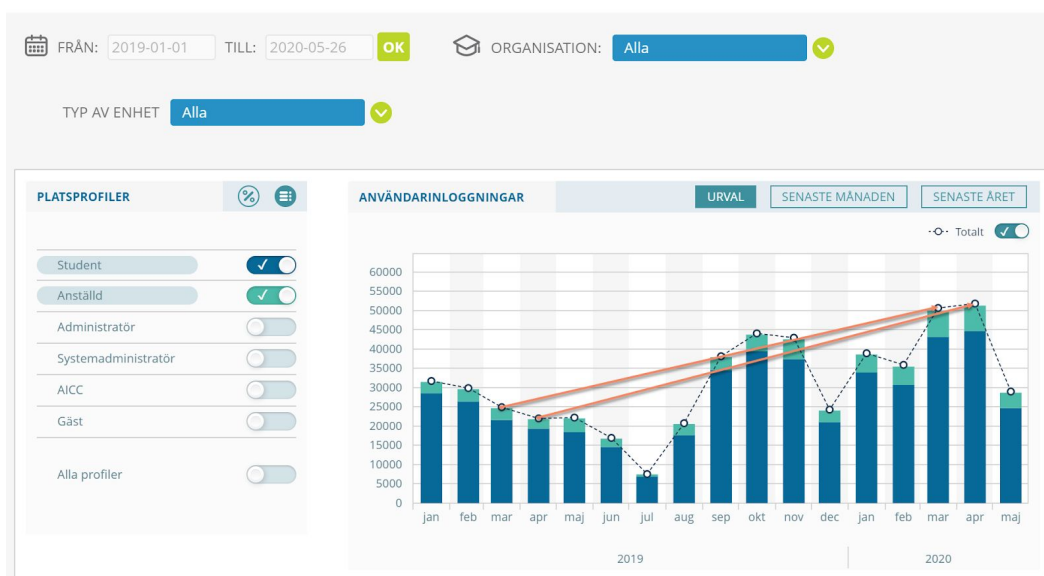 FRÅN: 2019-01-01 TILL: 2020-05-26 OK ORGANISATION: Alla
TYP AV ENHET Alla
PLATSPROFILER
Student
Anställd
Administratör
Systemadministratör
AICC
Gäst
Alla profiler
ANVÄNDARINLOGGNINGAR URVAL SENASTE MÅNADEN SENASTE ÅRET
Totalt
60000
55000
50000
45000
40000
35000
30000
25000
20000
15000
10000
5000
0
jan feb mar apr maj jun jul aug sep okt nov dec jan feb mar apr maj
2019 2020